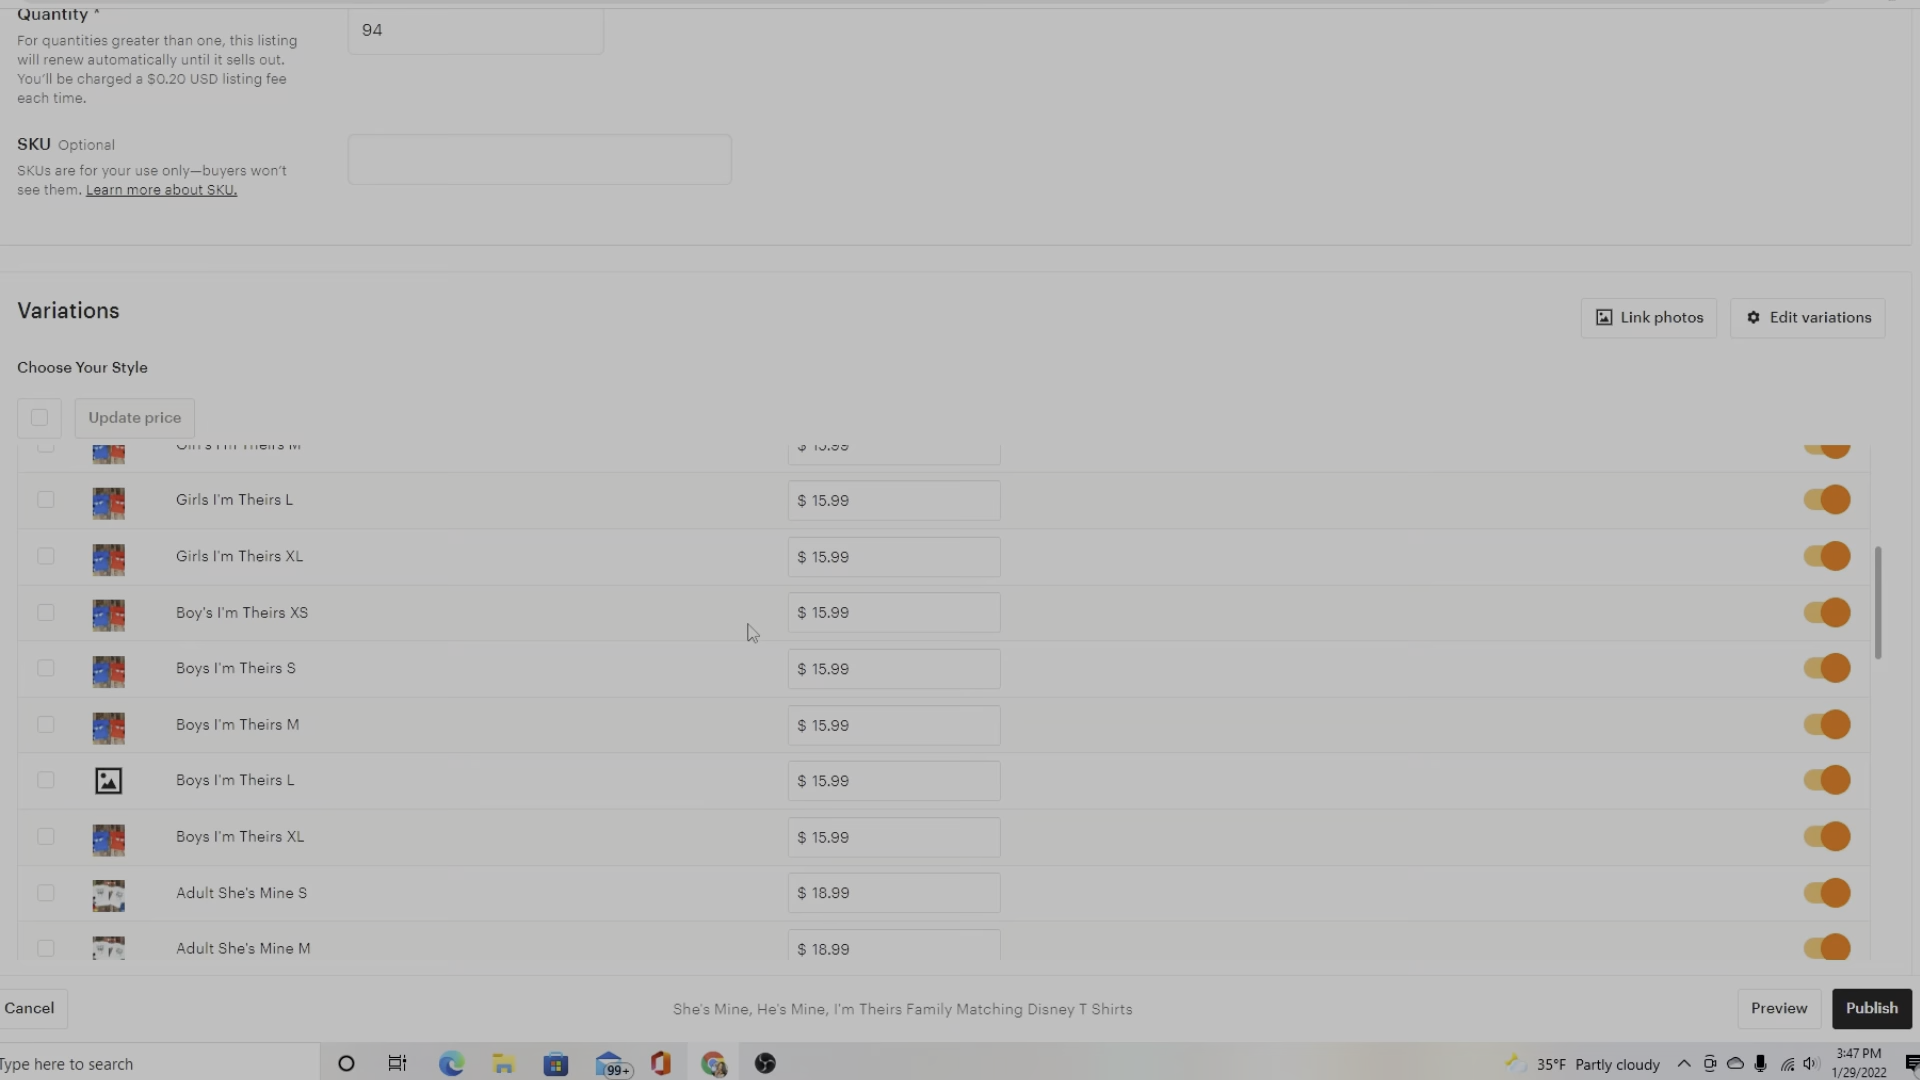 Quantity *
94
For quantities greater than one, this listing
will renew automatically until it sells out.
You'll be charged a $0.20 USD listing fee
each time.
SKU Optional
SKUs are for your use only—buyers won't
see them. Learn more about SKU.
Variations
Link photos
Edit variations
Choose Your Style
Update price
Girl's I'm Theirs M
$ 15.99
Girls I'm Theirs L
$ 15.99
Girls I'm Theirs XL
$ 15.99
Boy's I'm Theirs XS
$ 15.99
Boys I'm Theirs S
$ 15.99
Boys I'm Theirs M
$ 15.99
Boys I'm Theirs L
$ 15.99
Boys I'm Theirs XL
$ 15.99
Adult She's Mine S
$ 18.99
Adult She's Mine M
$ 18.99
Cancel
She's Mine, He's Mine, I'm Theirs Family Matching Disney T Shirts
Preview
Publish
Type here to search
99+
35°F Partly cloudy
3:47 PM
1/29/2022